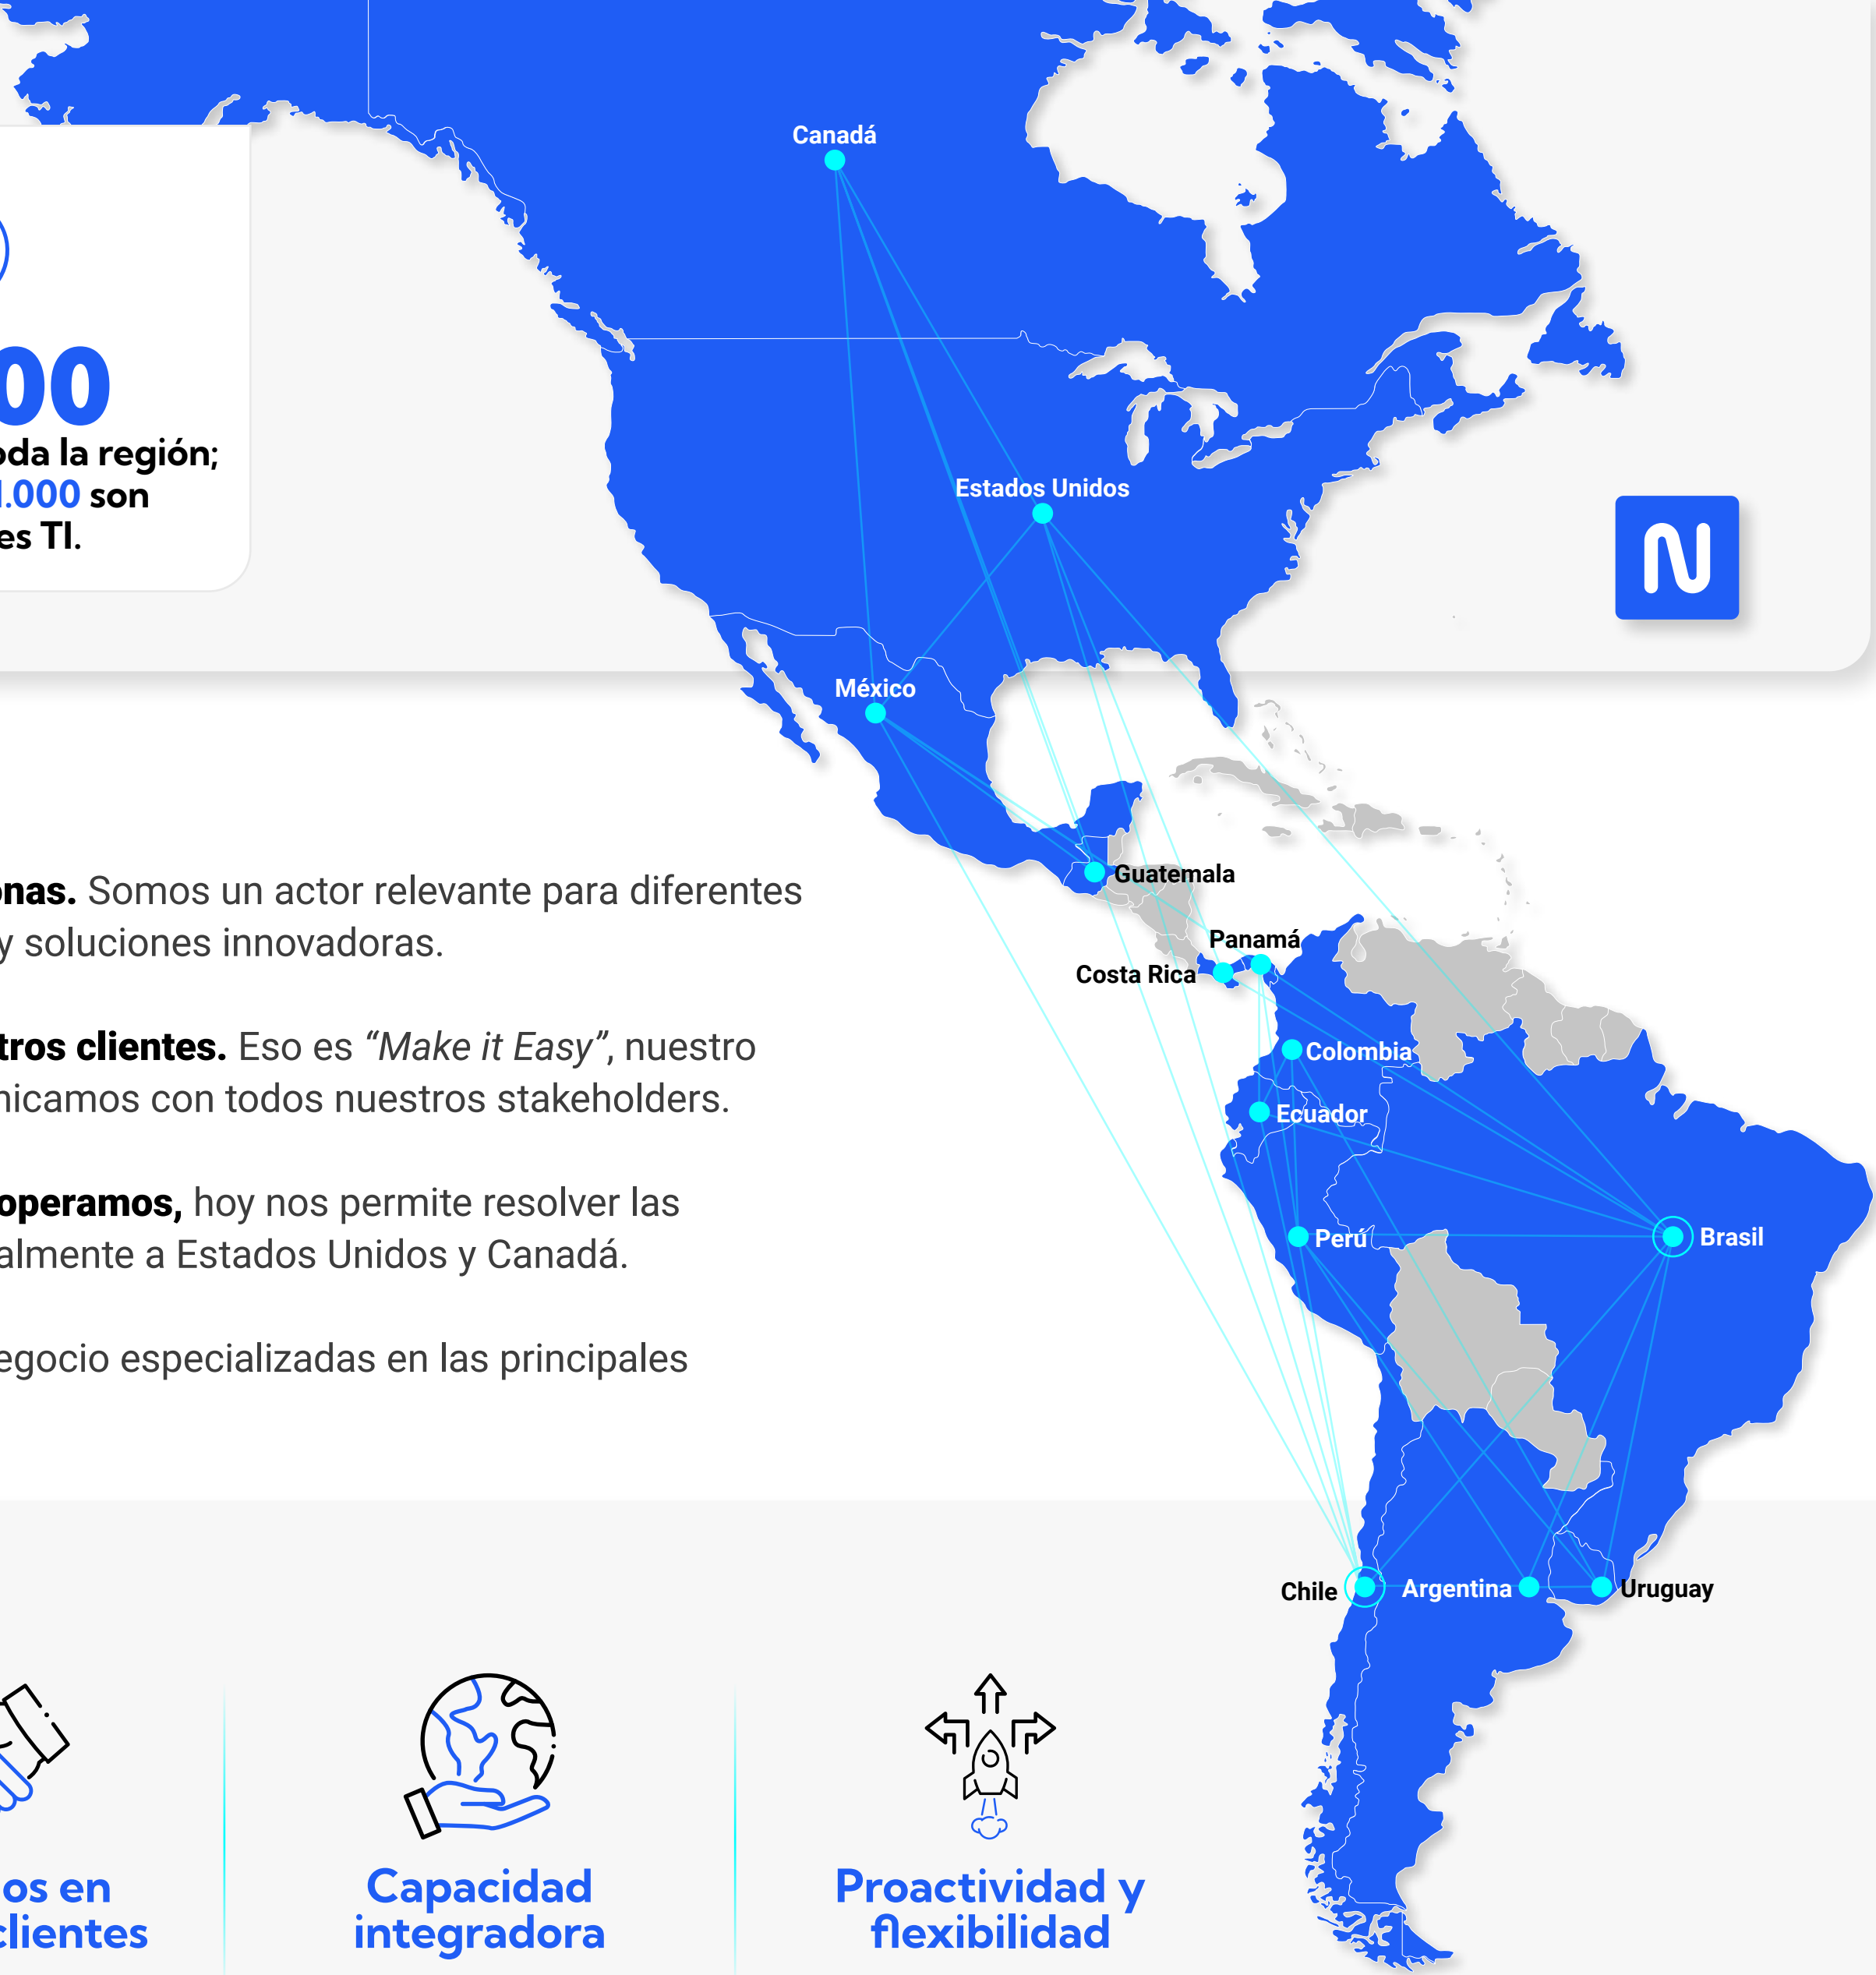 Canadá
00
da la región;
.000 son
es TI.
Estados Unidos
N
México
Guatemala
Panamá
Costa Rica
Colombia
Ecuador
Perú
Brasil
Chile
Argentina
Uruguay
nas. Somos un actor relevante para diferentes
y soluciones innovadoras.
tros clientes. Eso es “Make it Easy”, nuestro
nicamos con todos nuestros stakeholders.
operamos, hoy nos permite resolver las
almente a Estados Unidos y Canadá.
egocio especializadas en las principales
os en
clientes
Capacidad
integradora
Proactividad y
flexibilidad